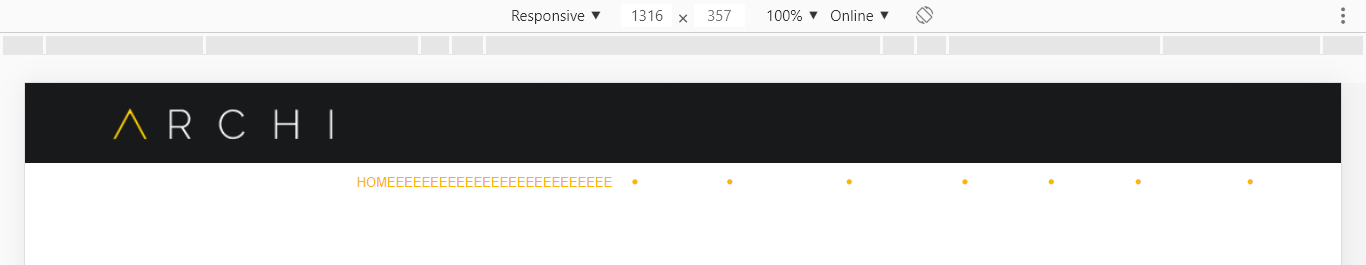 Responsive ▼ 1316 × 357 100% ▼ Online ▼
ARCHI
HOMEEEEEEEEEEEEEEEEEEEEEEEEEE